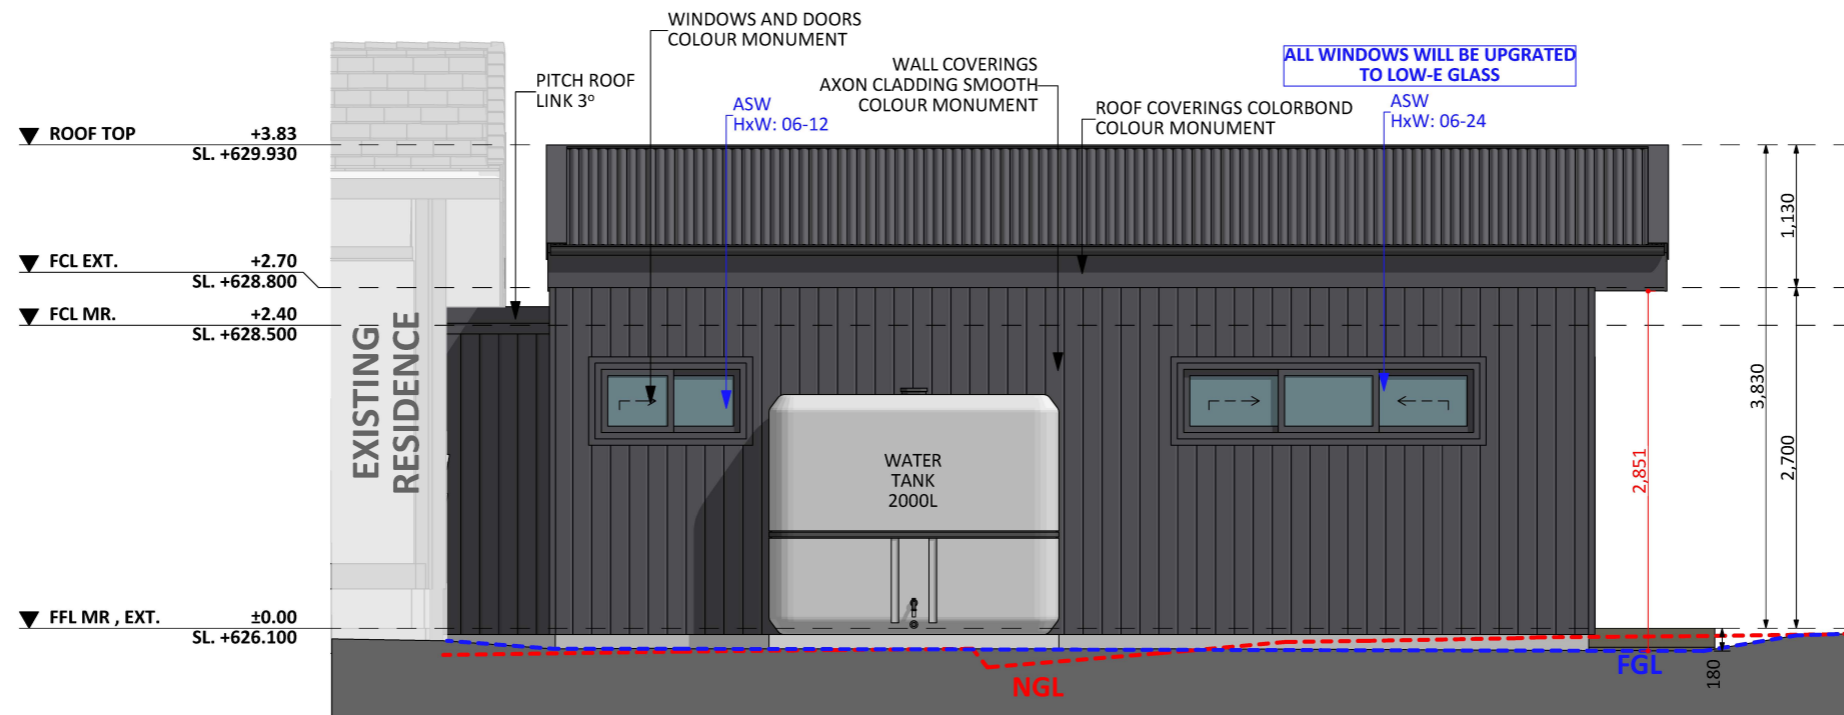 WINDOWS AND DOORS
COLOUR MONUMENT
PITCH ROOF
LINK 3º
WALL COVERINGS
AXON CLADDING SMOOTH
COLOUR MONUMENT
ASW
HxW: 06-12
ROOF COVERINGS COLORBOND
COLOUR MONUMENT
ALL WINDOWS WILL BE UPGRATED
TO LOW-E GLASS
ASW
HxW: 06-24
ROOF TOP +3.83
SL. +629.930
FCL EXT. +2.70
SL. +628.800
FCL MR. +2.40
SL. +628.500
FFL MR , EXT. ±0.00
SL. +626.100
EXISTING
RESIDENCE
WATER
TANK
2000L
2,851
3,830
1,130
2,700
180
NGL
FGL